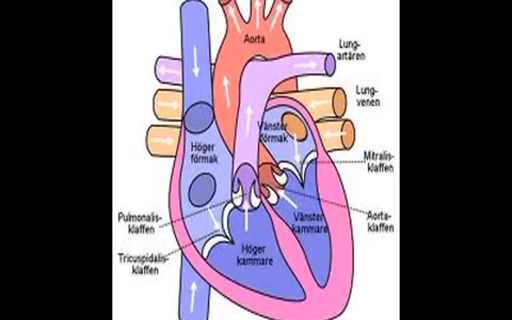 Aorta
Lung-
artären
Lung-
venen
Vänster
förmak
Höger
förmak
Mitralis-
klaffen
Pulmonalis-
klaffen
Vänster
kammare
Aorta-
klaffen
Höger
kammare
Tricuspidalis-
klaffen